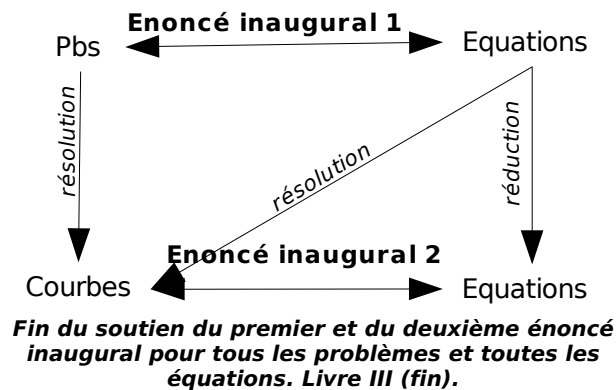 Enoncé inaugural 1
Pbs
Equations
résolution
résolution
réduction
Enoncé inaugural 2
Courbes
Equations
Fin du soutien du premier et du deuxième énoncé
inaugural pour tous les problèmes et toutes les
équations. Livre III (fin).